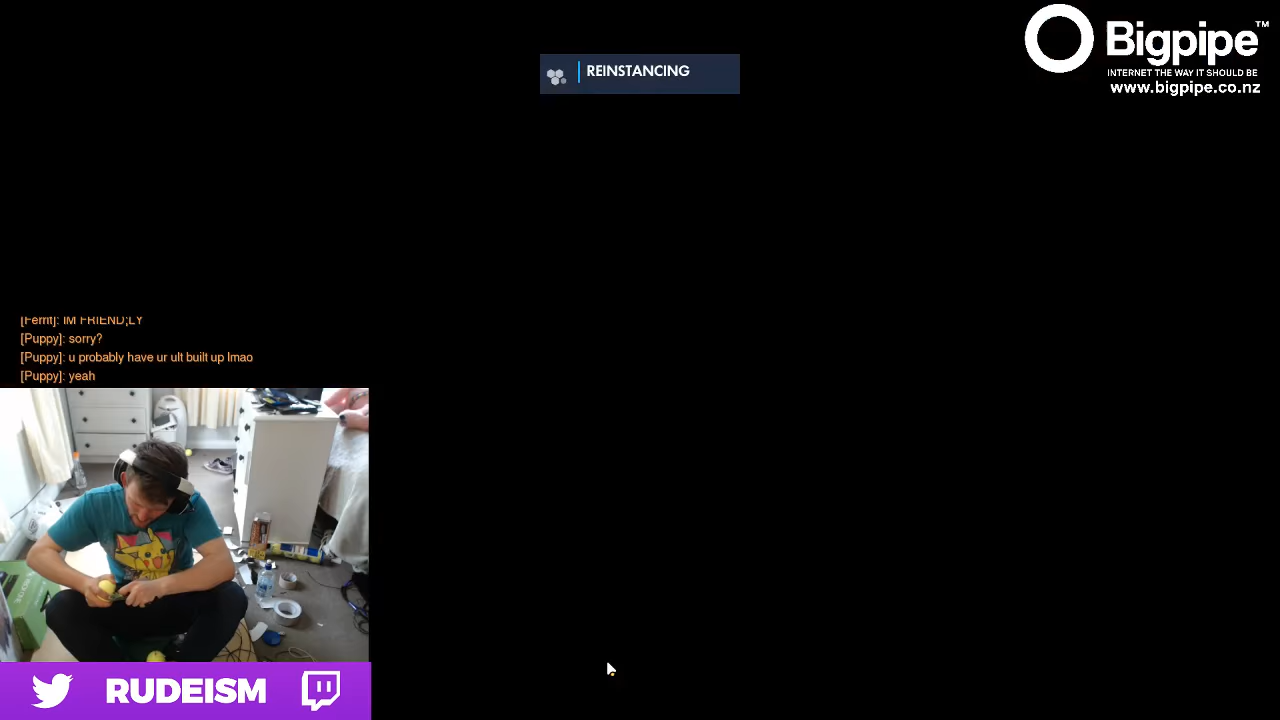 Bigpipe™
INTERNET THE WAY IT SHOULD BE
www.bigpipe.co.nz
REINSTANCING
[Ferrit]: IM FRIEND;LY
[Puppy]: sorry?
[Puppy]: u probably have ur ult built up lmao
[Puppy]: yeah
RUDEISM